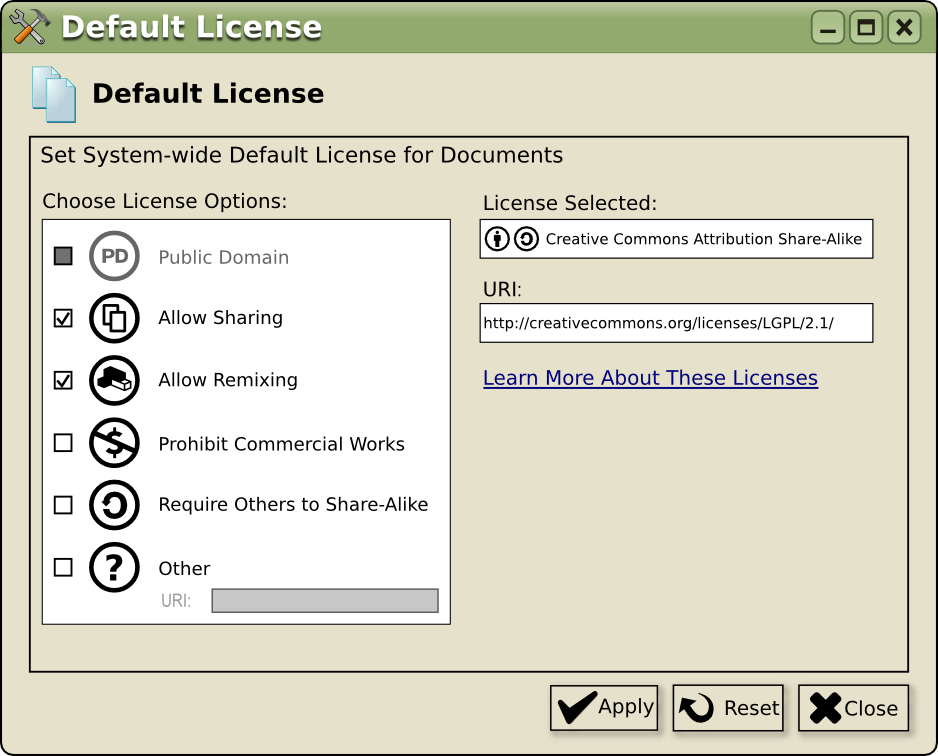 Default License
Default License
Set System-wide Default License for Documents
Choose License Options:
PD Public Domain
Allow Sharing
Allow Remixing
$ Prohibit Commercial Works
Require Others to Share-Alike
? Other
URI:
License Selected:
Creative Commons Attribution Share-Alike
URI:
http://creativecommons.org/licenses/LGPL/2.1/
Learn More About These Licenses
Apply Reset Close